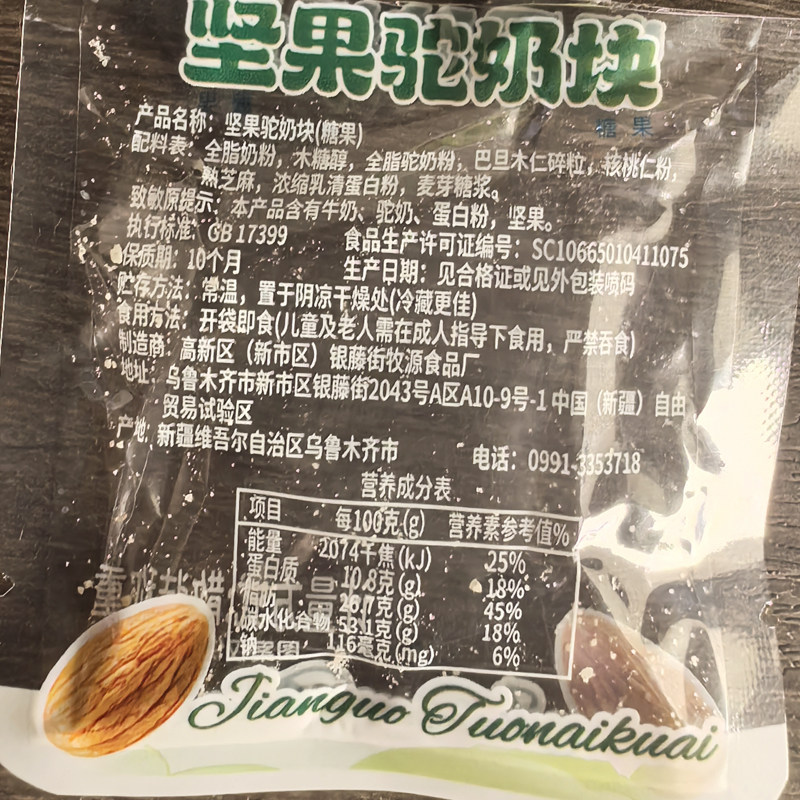 坚果驼奶块
糖果
产品名称：坚果驼奶块(糖果)
配料表：全脂奶粉，木糖醇，全脂驼奶粉，巴旦木仁碎粒，核桃仁粉，
熟芝麻，浓缩乳清蛋白粉，麦芽糖浆。
致敏原提示：本产品含有牛奶、驼奶、蛋白粉，坚果。
执行标准：GB 17399 食品生产许可证编号：SC10665010411075
保质期：10个月 生产日期：见合格证或见外包装喷码
贮存方法：常温，置于阴凉干燥处(冷藏更佳)
食用方法：开袋即食(儿童及老人需在成人指导下食用，严禁吞食)
制造商：高新区（新市区）银藤街牧源食品厂
地址：乌鲁木齐市新市区银藤街2043号A区A10-9号-1 中国（新疆）自由
贸易试验区
产地：新疆维吾尔自治区乌鲁木齐市 电话：0991-3353718
营养成分表
项目 每100克(g) 营养素参考值%
能量 2074千焦(kJ) 25%
蛋白质 10.8克(g) 18%
脂肪 26.7克(g) 45%
碳水化合物 53.1克(g) 18%
钠 116毫克(mg) 6%
Jianguo Tuonaikuai